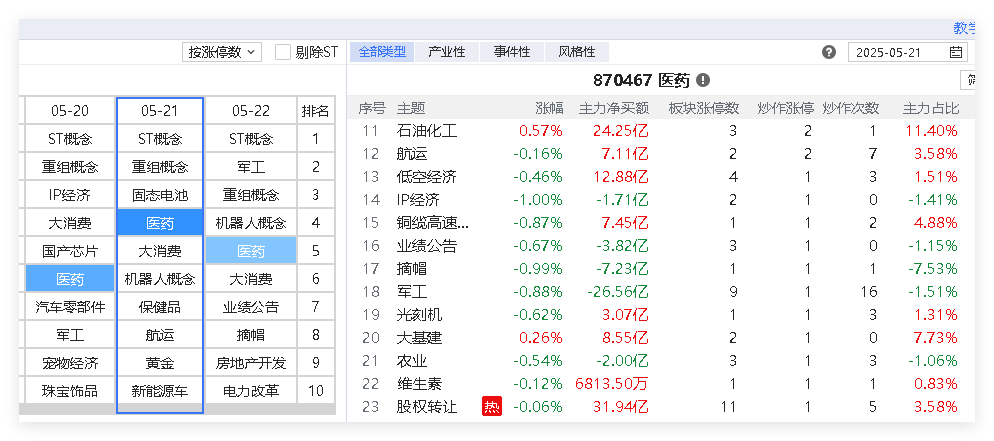 教学
按涨停数 剔除ST 全部类型 产业性 事件性 风格性 ? 2025-05-21
870467 医药
05-20 05-21 05-22 排名
ST概念 ST概念 ST概念 1
重组概念 重组概念 军工 2
IP经济 固态电池 重组概念 3
大消费 医药 机器人概念 4
国产芯片 大消费 医药 5
医药 机器人概念 大消费 6
汽车零部件 保健品 业绩公告 7
军工 航运 摘帽 8
宠物经济 黄金 房地产开发 9
珠宝饰品 新能源车 电力改革 10
序号 主题 涨幅 主力净买额 板块涨停数 炒作涨停 炒作次数 主力占比
11 石油化工 0.57% 24.25亿 3 2 1 11.40%
12 航运 -0.16% 7.11亿 2 2 7 3.58%
13 低空经济 -0.46% 12.88亿 4 1 3 1.51%
14 IP经济 -1.00% -1.71亿 2 1 0 -1.41%
15 铜缆高速... -0.87% 7.45亿 1 1 2 4.88%
16 业绩公告 -0.67% -3.82亿 3 1 0 -1.15%
17 摘帽 -0.99% -7.23亿 1 1 1 -7.53%
18 军工 -0.88% -26.56亿 9 1 16 -1.51%
19 光刻机 -0.62% 3.07亿 1 1 3 1.31%
20 大基建 0.26% 8.55亿 2 1 0 7.73%
21 农业 -0.54% -2.00亿 3 1 3 -1.06%
22 维生素 -0.12% 6813.50万 1 1 1 0.83%
23 股权转让 热 -0.06% 31.94亿 11 1 5 3.58%